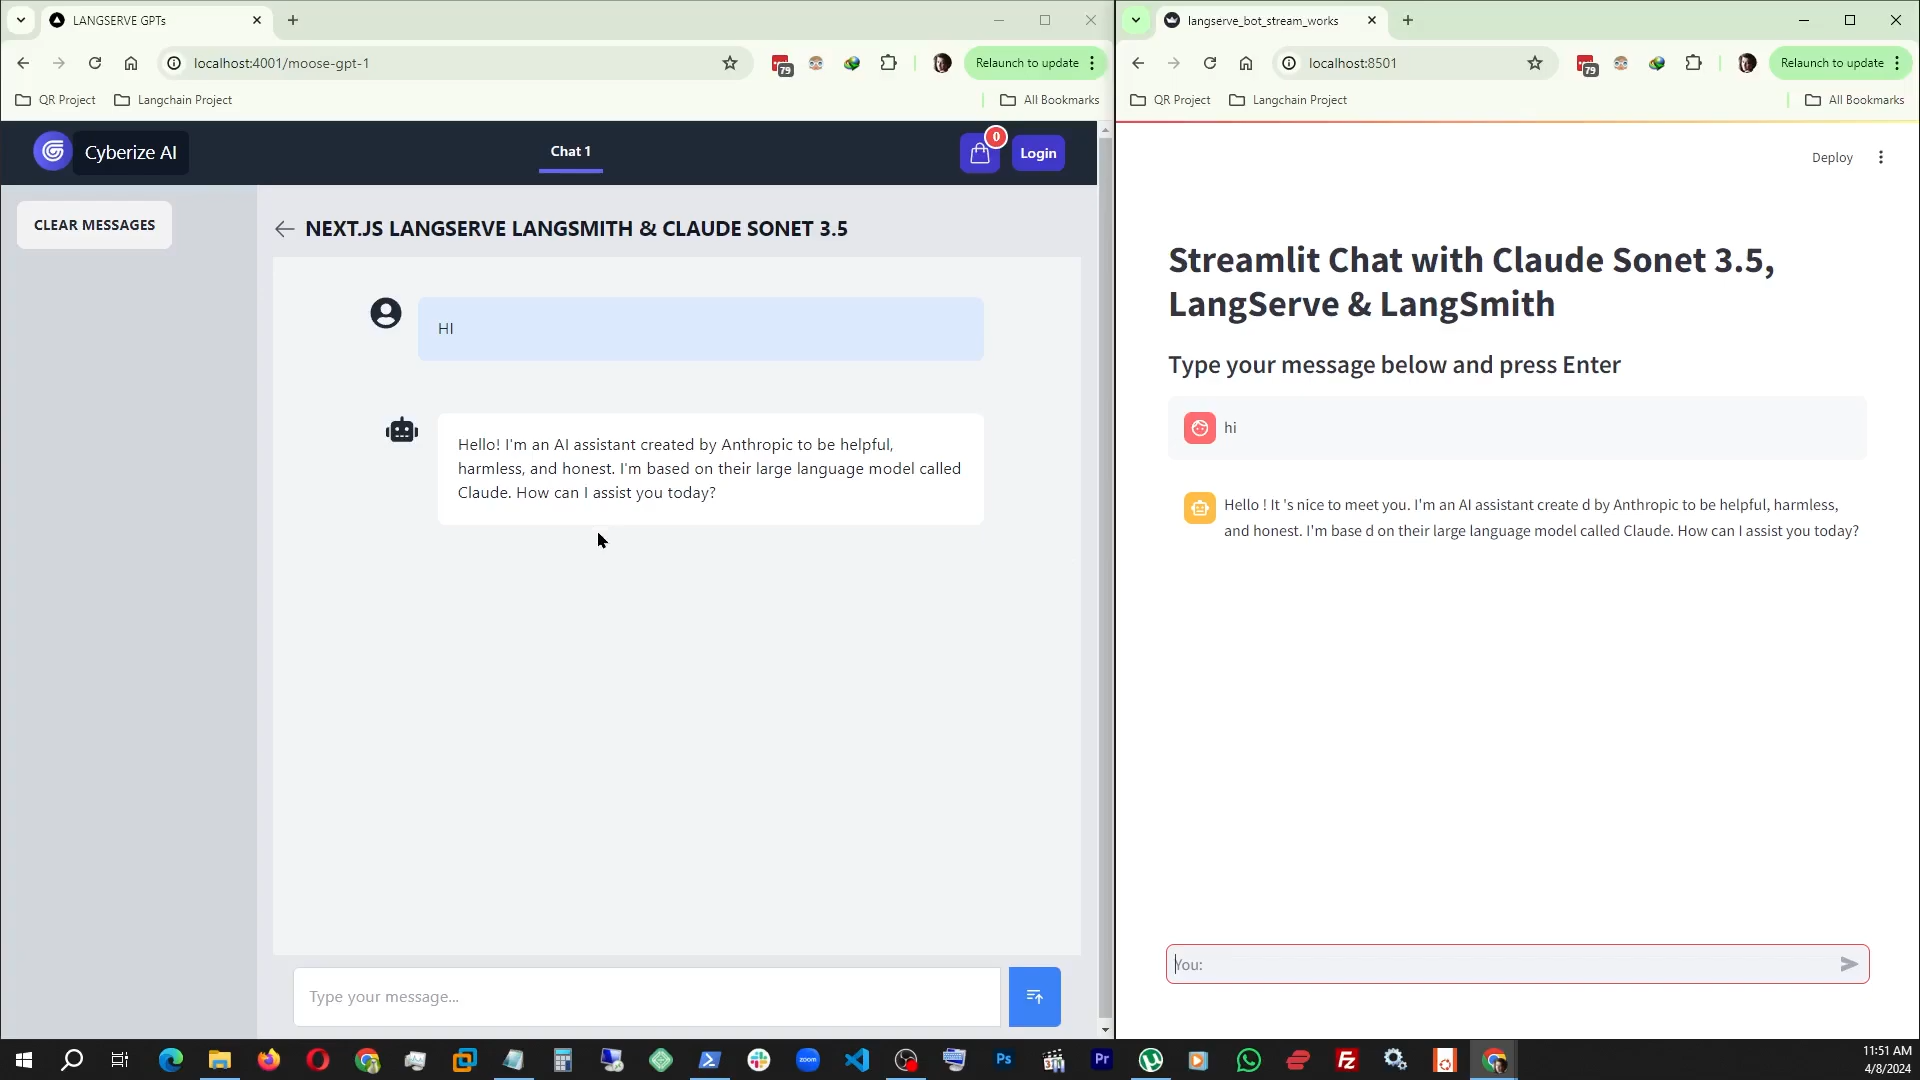 LANGSERVE GPTs
localhost:4001/moose-gpt-1
79
Relaunch to update
QR Project
Langchain Project
All Bookmarks
Cyberize AI
Chat 1
0
Login
CLEAR MESSAGES
NEXT.JS LANGSERVE LANGSMITH & CLAUDE SONET 3.5
HI
Hello! I'm an AI assistant created by Anthropic to be helpful,
harmless, and honest. I'm based on their large language model called
Claude. How can I assist you today?
Type your message...
langserve_bot_stream_works
localhost:8501
79
Relaunch to update
QR Project
Langchain Project
All Bookmarks
Deploy
Streamlit Chat with Claude Sonet 3.5,
LangServe & LangSmith
Type your message below and press Enter
hi
Hello ! It 's nice to meet you. I'm an AI assistant create d by Anthropic to be helpful, harmless,
and honest. I'm base d on their large language model called Claude. How can I assist you today?
You:
zoom
Ps
Pr
Fz
11:51 AM
4/8/2024